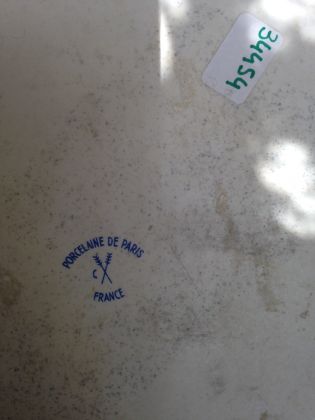 34454
PORCELAINE DE PARIS
C
FRANCE